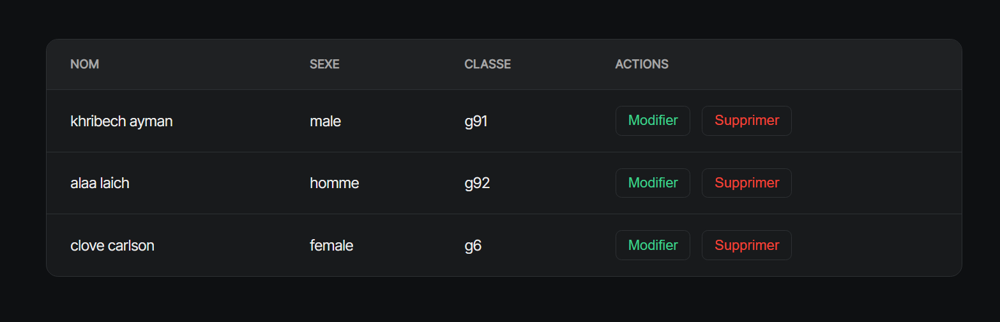 NOM SEXE CLASSE ACTIONS
khribech ayman male g91 Modifier Supprimer
alaa laich homme g92 Modifier Supprimer
clove carlson female g6 Modifier Supprimer